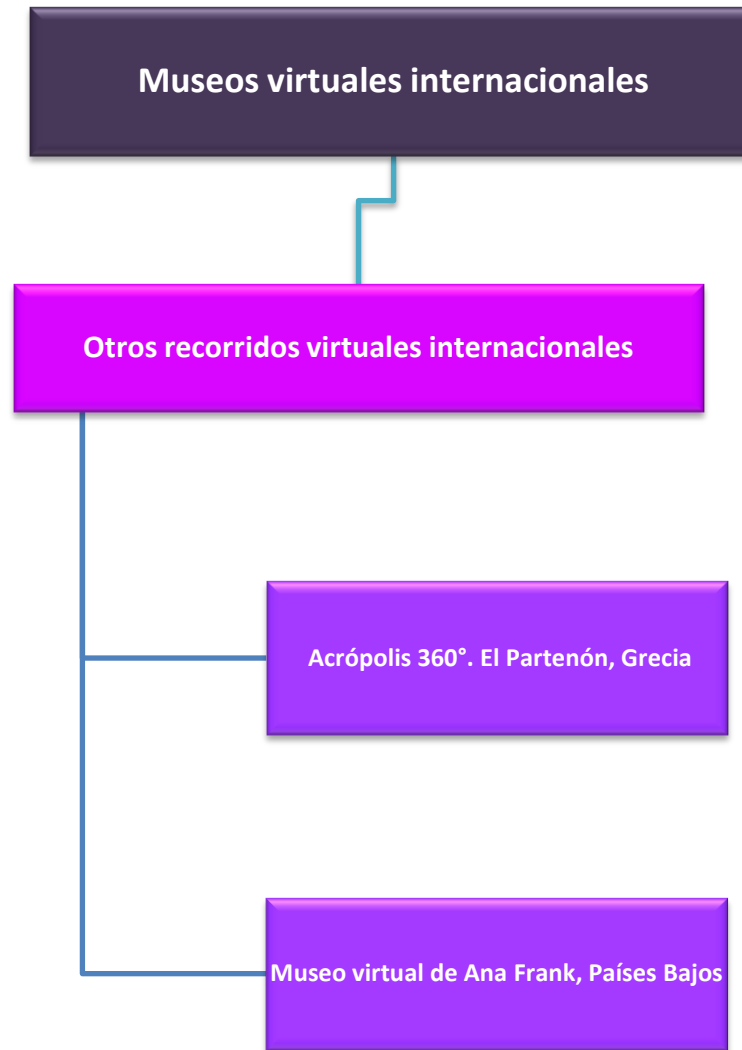 Museos virtuales internacionales
Otros recorridos virtuales internacionales
Acrópolis 360°. El Partenón, Grecia
Museo virtual de Ana Frank, Países Bajos